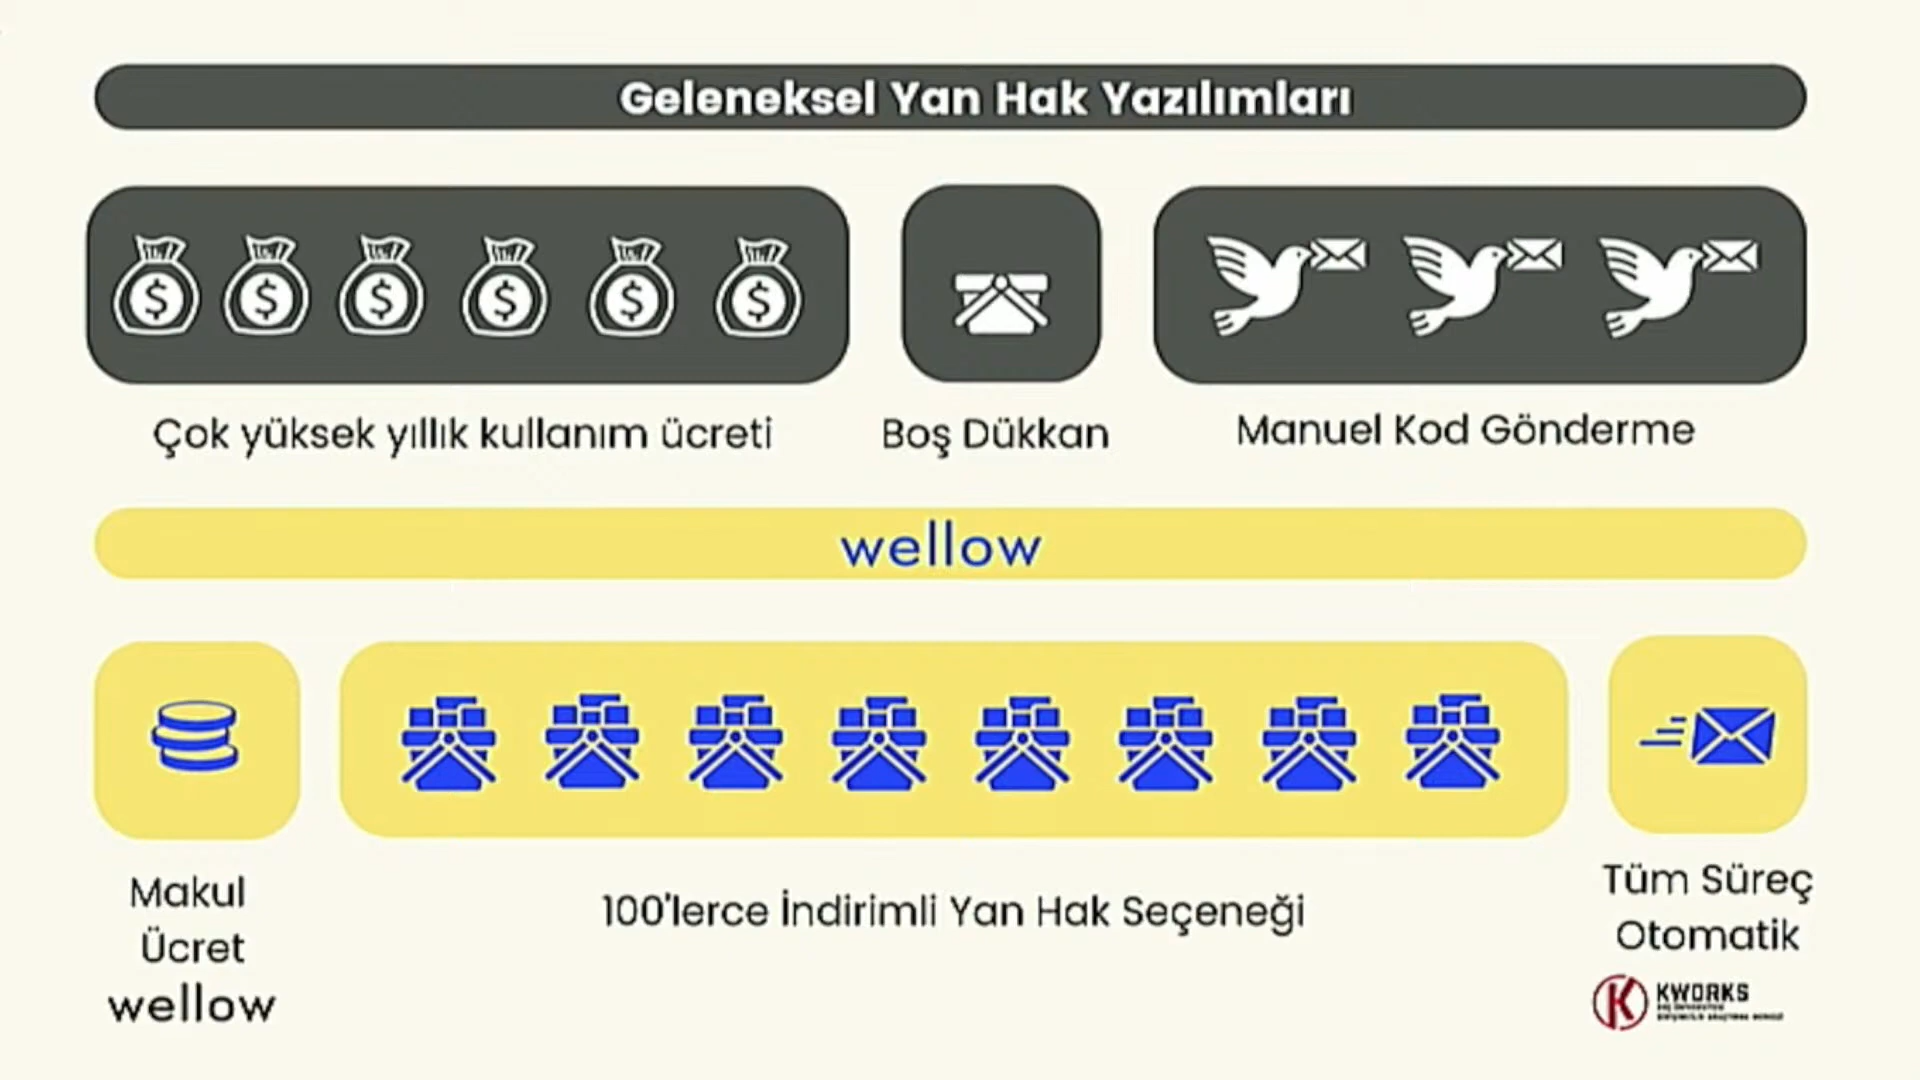 Geleneksel Yan Hak Yazılımları
$ $ $ $ $ $
Çok yüksek yıllık kullanım ücreti
Boş Dükkan
Manuel Kod Gönderme
wellow
Makul
Ücret
100'lerce İndirimli Yan Hak Seçeneği
Tüm Süreç
Otomatik
wellow
KWORKS